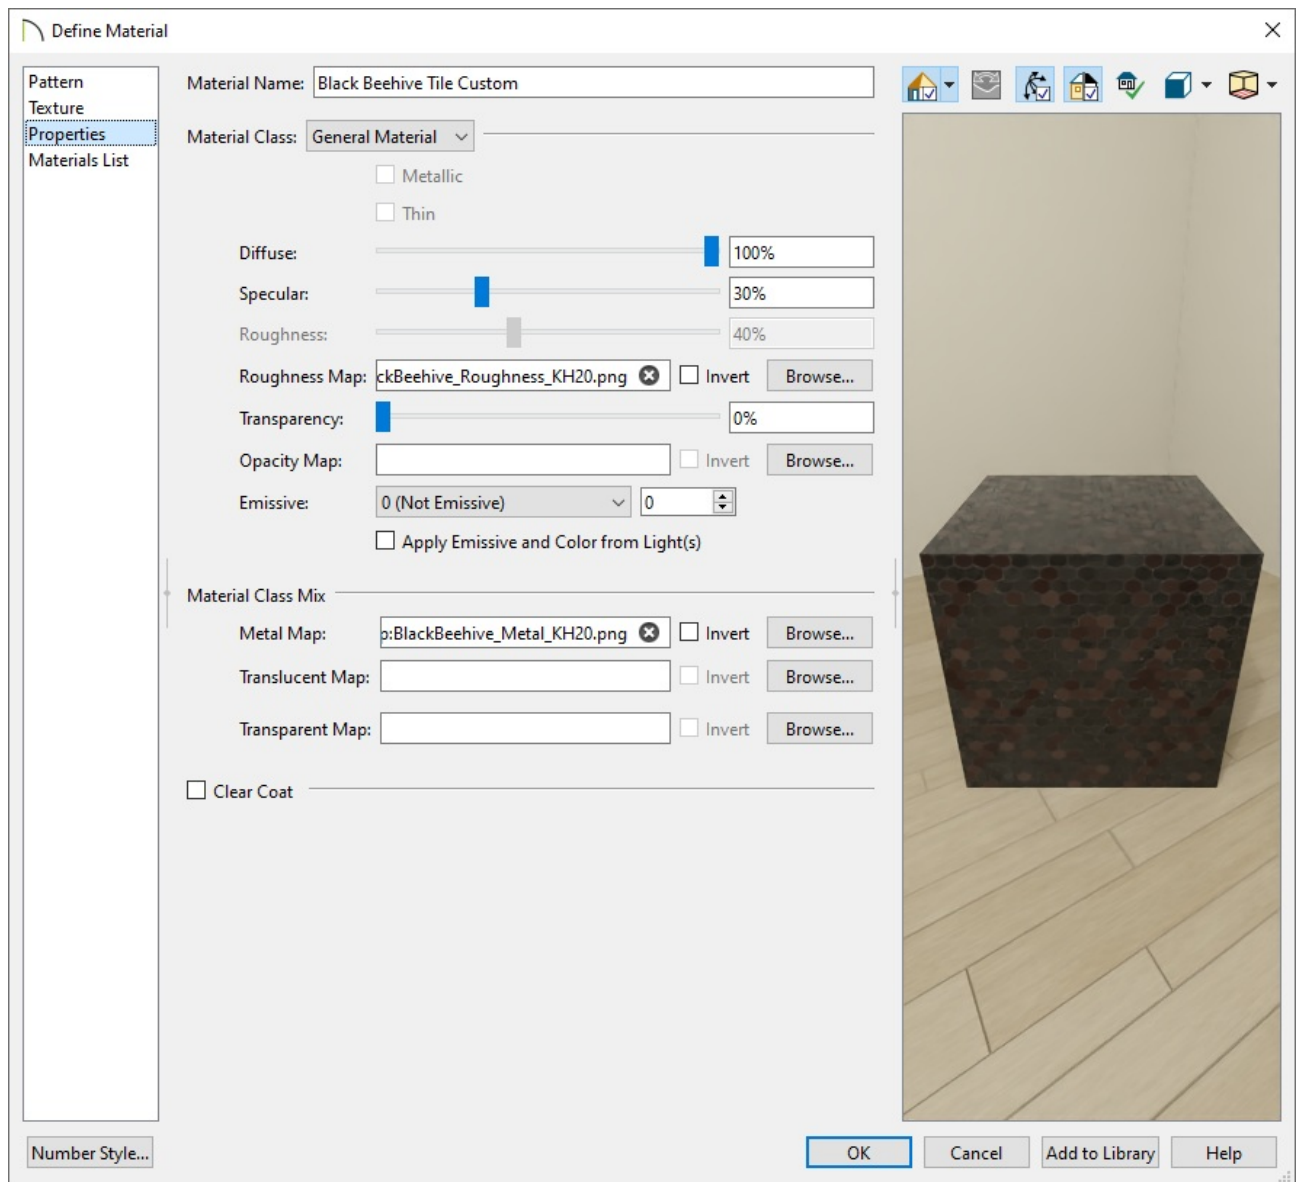 Define Material
Pattern
Texture
Properties
Materials List
Material Name: Black Beehive Tile Custom
Material Class: General Material
Metallic
Thin
Diffuse: 100%
Specular: 30%
Roughness: 40%
Roughness Map: ckBeehive_Roughness_KH20.png Invert Browse...
Transparency: 0%
Opacity Map: Invert Browse...
Emissive: 0 (Not Emissive) 0
Apply Emissive and Color from Light(s)
Material Class Mix
Metal Map: p:BlackBeehive_Metal_KH20.png Invert Browse...
Translucent Map: Invert Browse...
Transparent Map: Invert Browse...
Clear Coat
Number Style... OK Cancel Add to Library Help